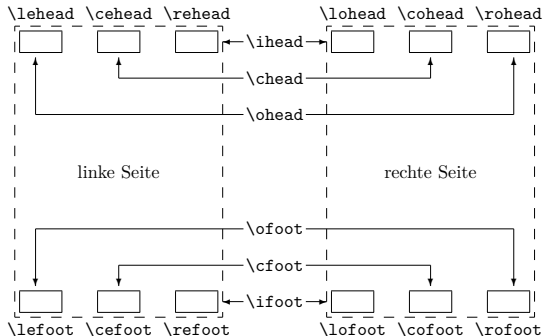 \lehead \cehead \rehead \lohead \cohead \rohead
\ihead
\chead
\ohead
linke Seite rechte Seite
\ofoot
\cfoot
\ifoot
\lefoot \cefoot \refoot \lofoot \cofoot \rofoot